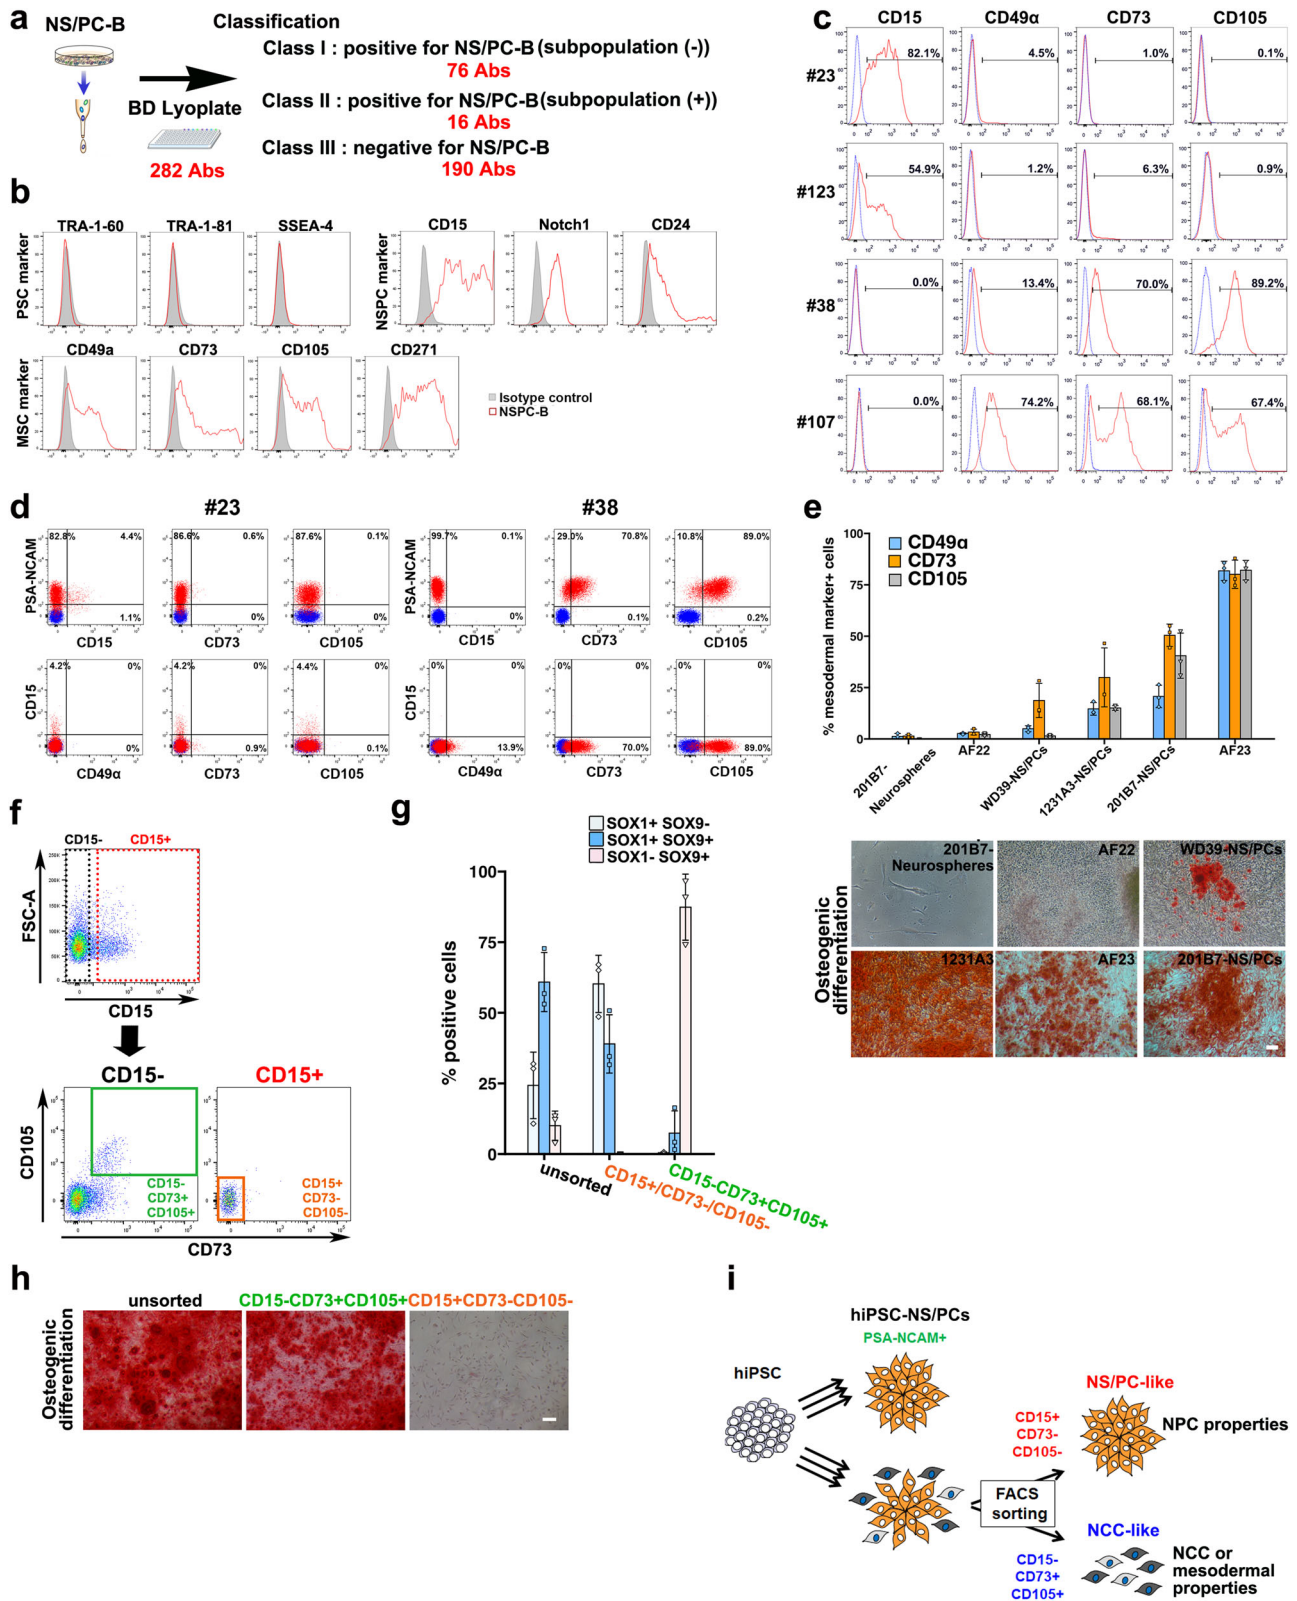 a
NS/PC-B
Classification
Class I : positive for NS/PC-B (subpopulation (-))
76 Abs
BD Lyoplate
Class II : positive for NS/PC-B(subpopulation (+))
16 Abs
282 Abs
Class III : negative for NS/PC-B
190 Abs
b
PSC marker
TRA-1-60
TRA-1-81
SSEA-4
NSPC marker
CD15
Notch1
CD24
MSC marker
CD49a
CD73
CD105
CD271
Isotype control
NSPC-B
c
CD15
CD49α
CD73
CD105
#23
82.1%
4.5%
1.0%
0.1%
#123
54.9%
1.2%
6.3%
0.9%
#38
0.0%
13.4%
70.0%
89.2%
#107
0.0%
74.2%
68.1%
67.4%
d
#23
#38
PSA-NCAM
82.8%
4.4%
1.1%
CD15
86.6%
0.6%
0%
CD73
87.6%
0.1%
0%
CD105
PSA-NCAM
99.7%
0.1%
CD15
29.0%
70.8%
0.1%
CD73
10.8%
89.0%
0.2%
CD105
CD15
4.2%
0%
0%
CD49α
4.2%
0%
0.9%
CD73
4.4%
0%
0.1%
CD105
CD15
0%
0%
13.9%
CD49α
0%
0%
70.0%
CD73
0%
0%
89.0%
CD105
e
% mesodermal marker+ cells
100
75
50
25
0
CD49α
CD73
CD105
201B7-
Neurospheres
AF22
WD39-NS/PCs
1231A3-NS/PCs
201B7-NS/PCs
AF23
Osteogenic
differentiation
201B7-
Neurospheres
AF22
WD39-NS/PCs
1231A3
AF23
201B7-NS/PCs
f
CD15-
CD15+
FSC-A
250K
200K
150K
100K
50K
0
CD15
CD15-
CD15+
CD105
CD15-
CD73+
CD105+
CD15+
CD73-
CD105-
CD73
g
SOX1+ SOX9-
SOX1+ SOX9+
SOX1- SOX9+
% positive cells
100
75
50
25
0
unsorted
CD15+/CD73-/CD105-
CD15-CD73+CD105+
h
Osteogenic
differentiation
unsorted
CD15-CD73+CD105+
CD15+CD73-CD105-
i
hiPSC
hiPSC-NS/PCs
PSA-NCAM+
FACS
sorting
CD15+
CD73-
CD105-
NS/PC-like
NPC properties
CD15-
CD73+
CD105+
NCC-like
NCC or
mesodermal
properties